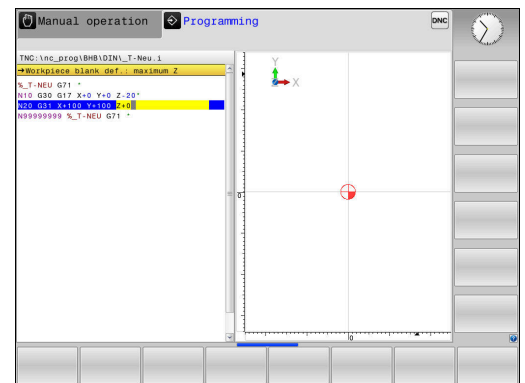 Manual operation
Programming
DNC
TNC:\nc_prog\BHB\DIN\_T-Neu.i
→Workpiece blank def.: maximum Z
%_T-NEU G71 *
N10 G30 G17 X+0 Y+0 Z-20*
N20 G31 X+100 Y+100 Z+0
N99999999 %_T-NEU G71 *
Y
X
0
0